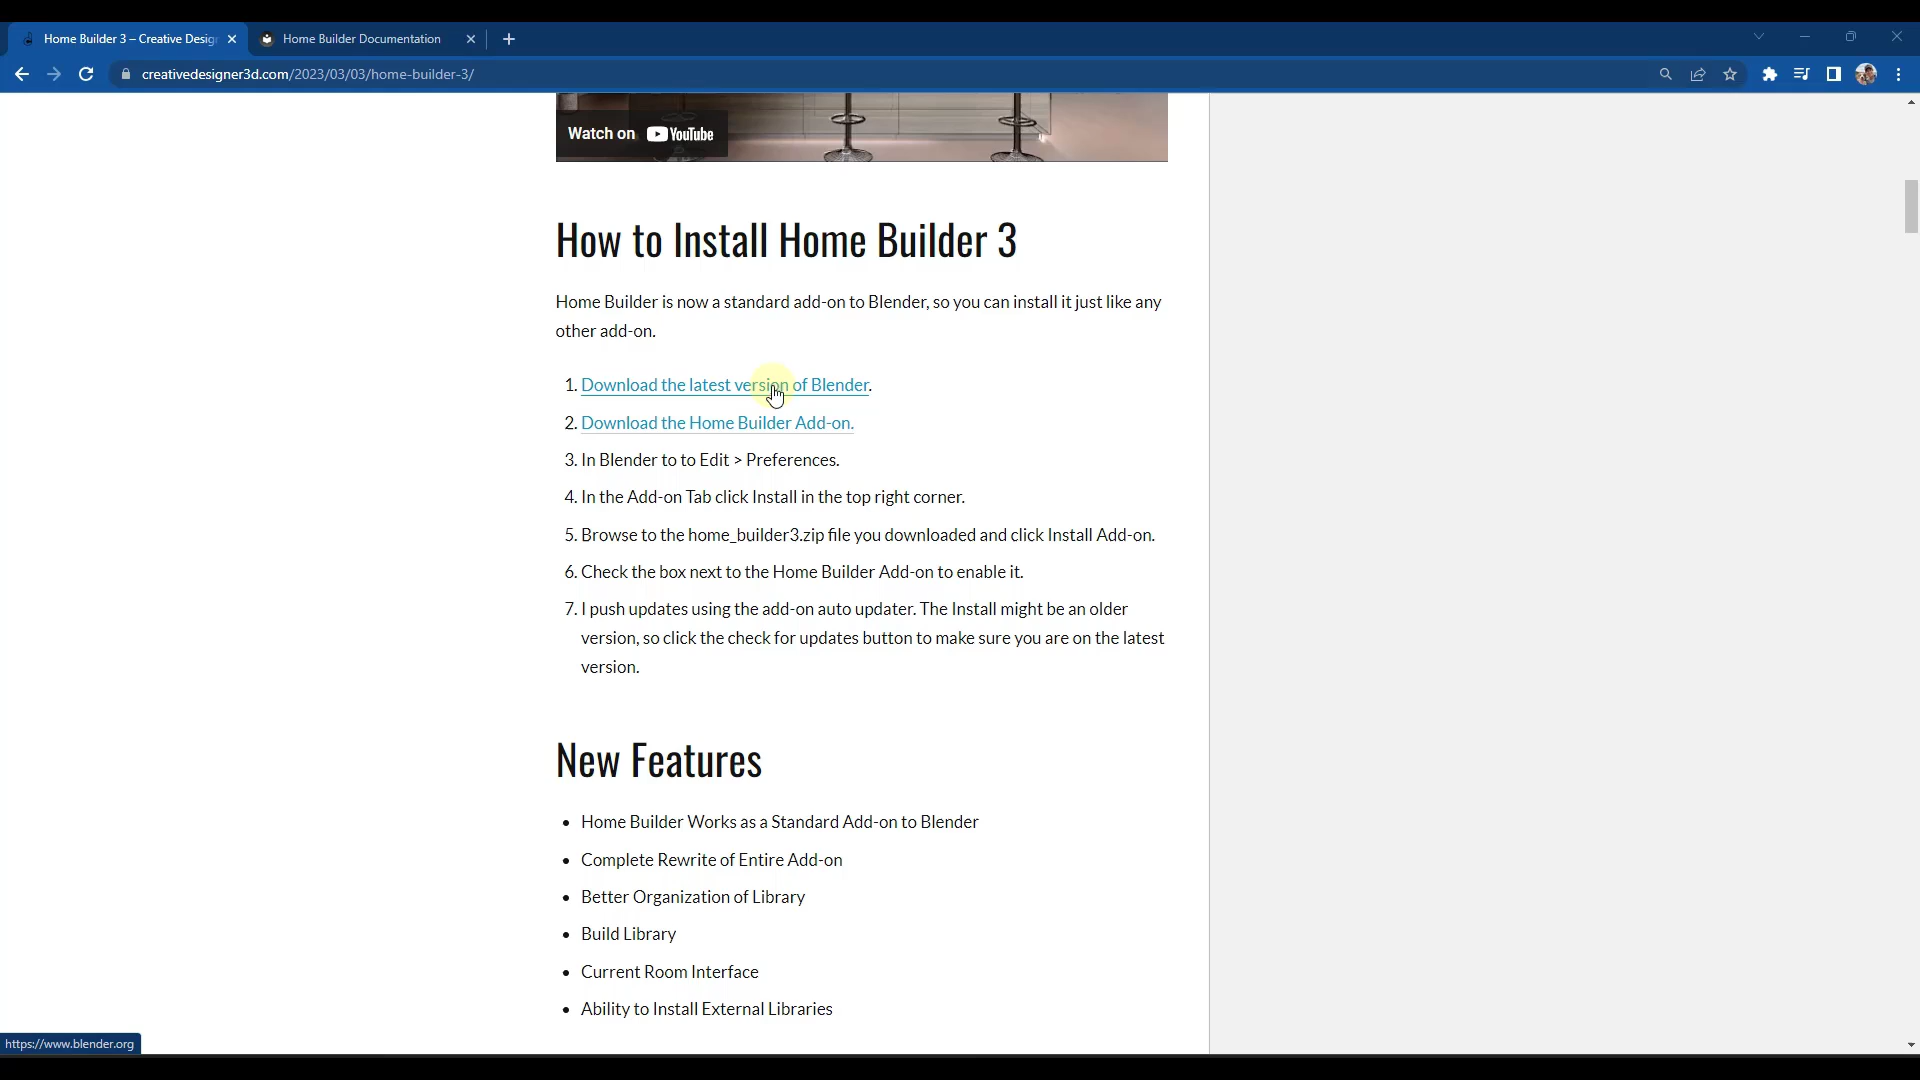 Home Builder 3 – Creative Desig
Home Builder Documentation
creativedesigner3d.com/2023/03/03/home-builder-3/
Watch on YouTube
How to Install Home Builder 3
Home Builder is now a standard add-on to Blender, so you can install it just like any
other add-on.
1. Download the latest version of Blender.
2. Download the Home Builder Add-on.
3. In Blender to to Edit > Preferences.
4. In the Add-on Tab click Install in the top right corner.
5. Browse to the home_builder3.zip file you downloaded and click Install Add-on.
6. Check the box next to the Home Builder Add-on to enable it.
7. I push updates using the add-on auto updater. The Install might be an older
version, so click the check for updates button to make sure you are on the latest
version.
New Features
• Home Builder Works as a Standard Add-on to Blender
• Complete Rewrite of Entire Add-on
• Better Organization of Library
• Build Library
• Current Room Interface
• Ability to Install External Libraries
https://www.blender.org